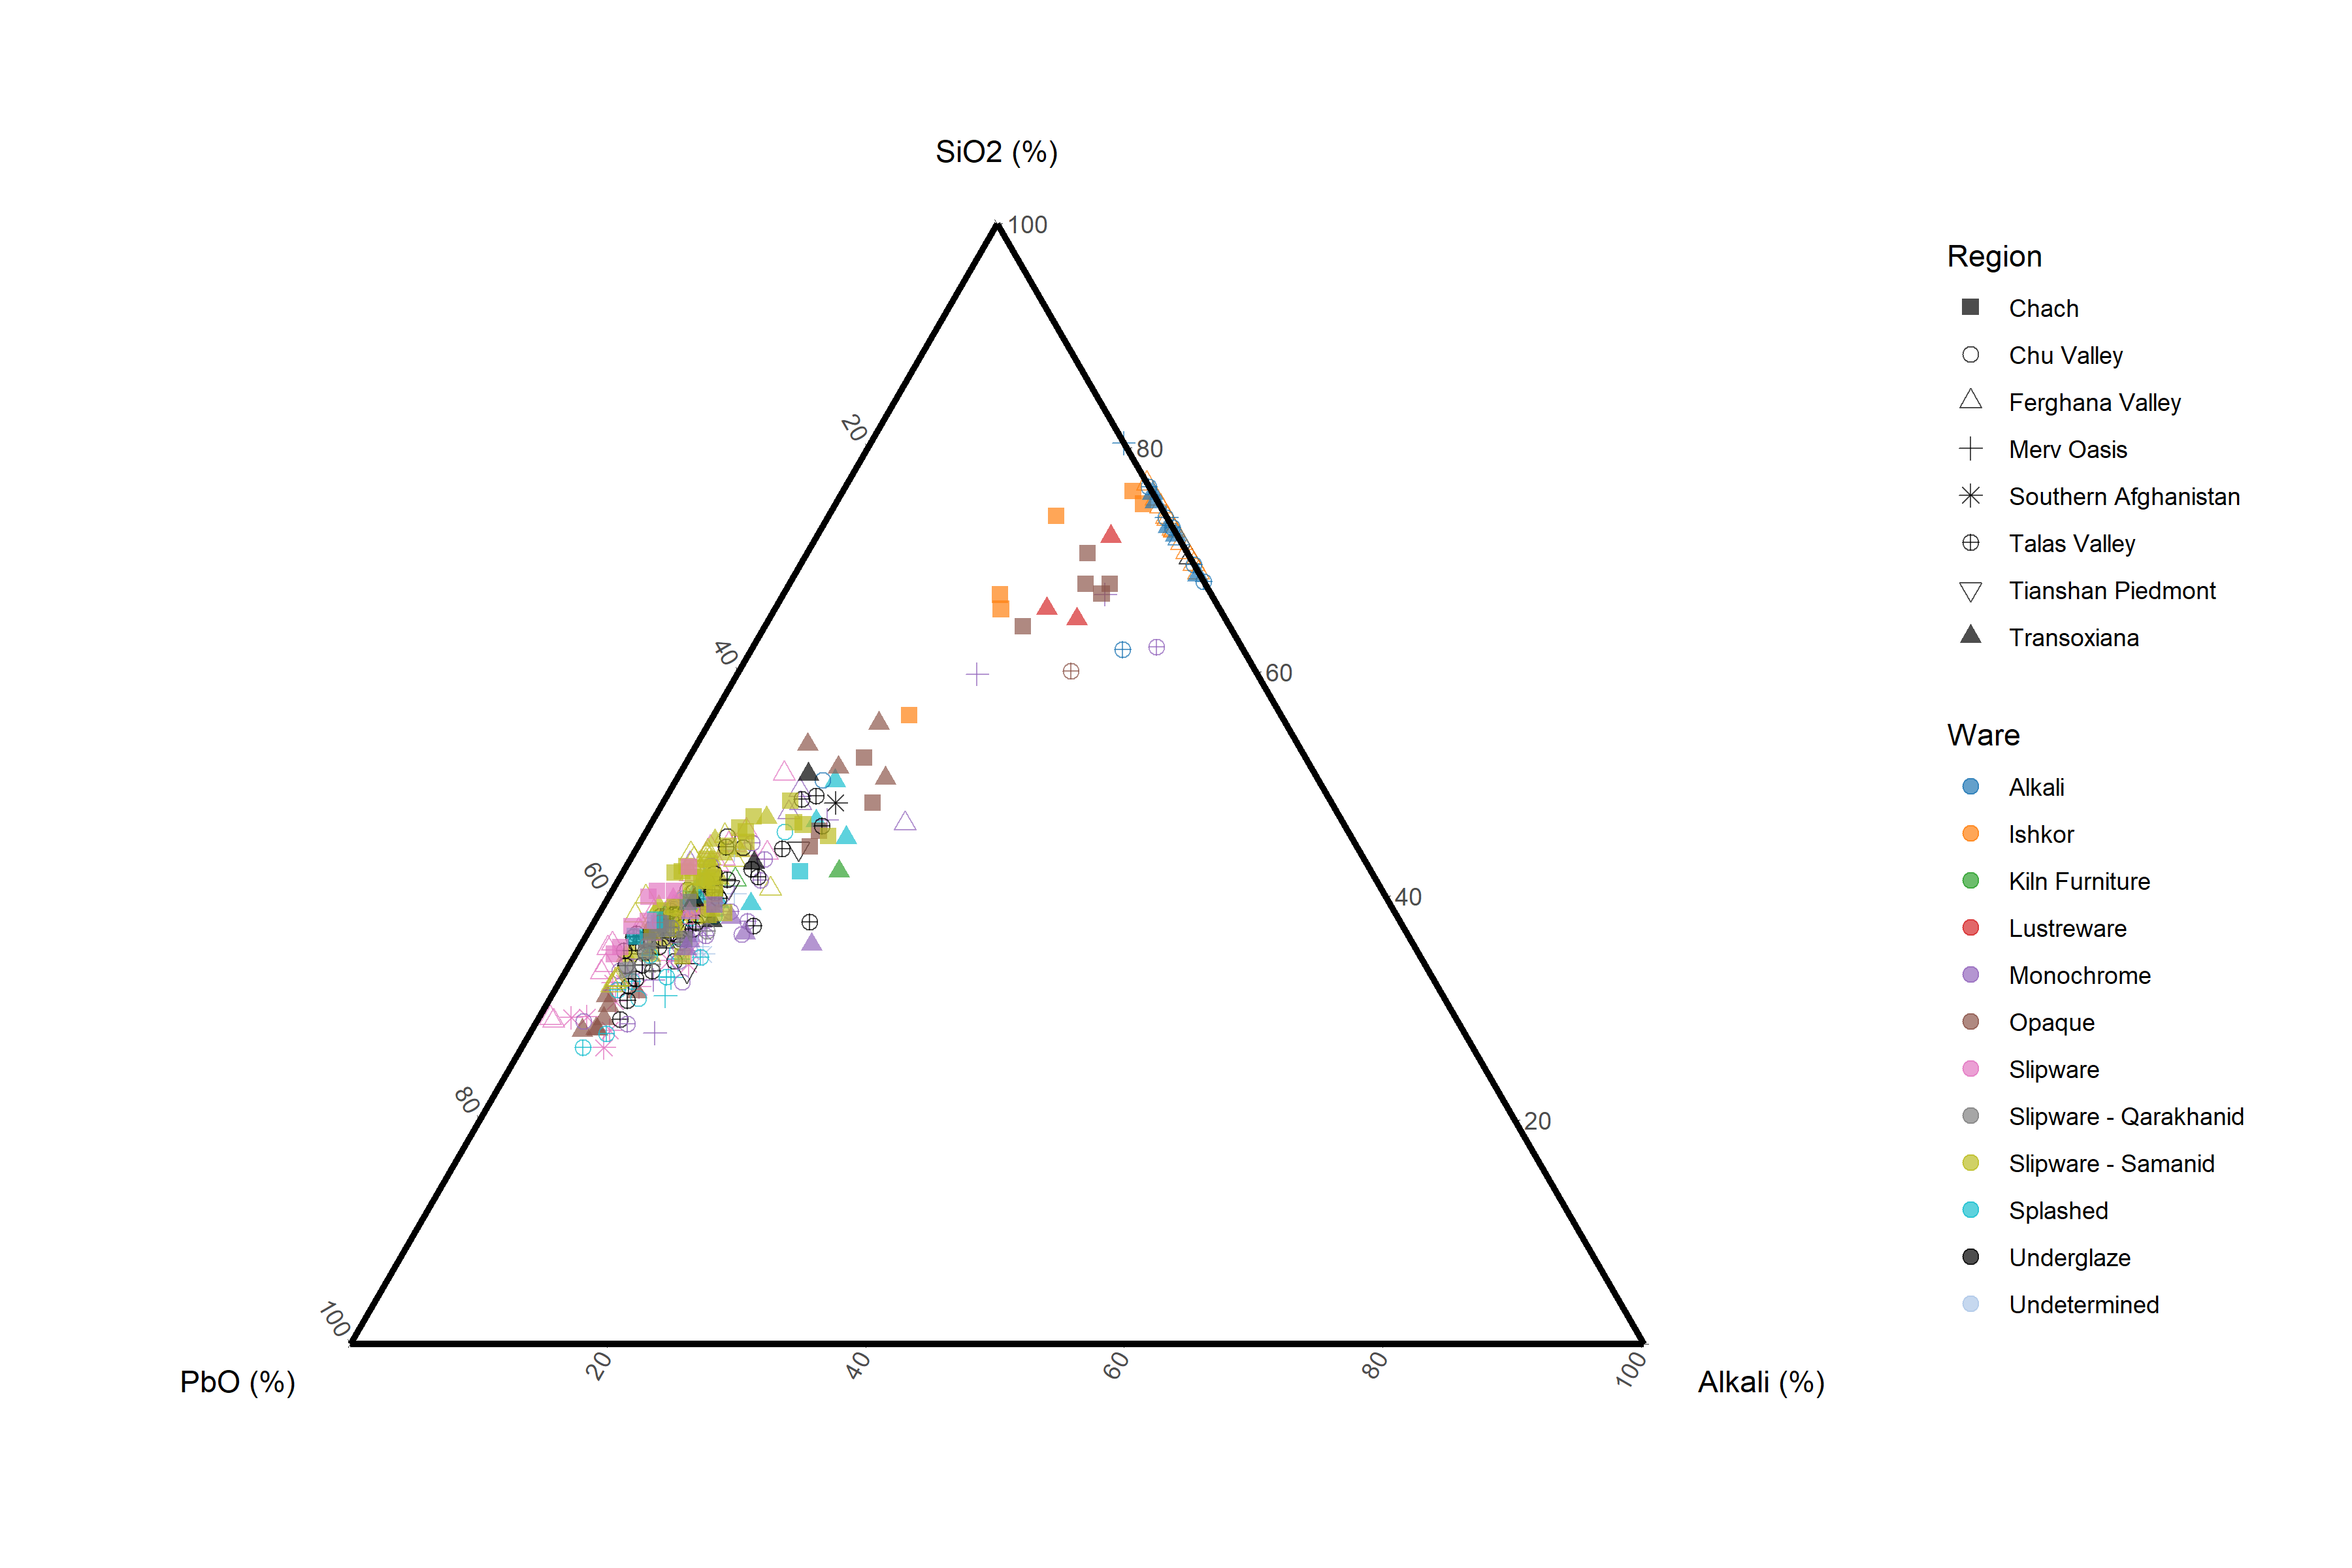 SiO2 (%)
100
20
80
40
60
60
40
80
20
100
20
40
60
80
100
PbO (%)
Alkali (%)
Region
Chach
Chu Valley
Ferghana Valley
Merv Oasis
Southern Afghanistan
Talas Valley
Tianshan Piedmont
Transoxiana
Ware
Alkali
Ishkor
Kiln Furniture
Lustreware
Monochrome
Opaque
Slipware
Slipware - Qarakhanid
Slipware - Samanid
Splashed
Underglaze
Undetermined